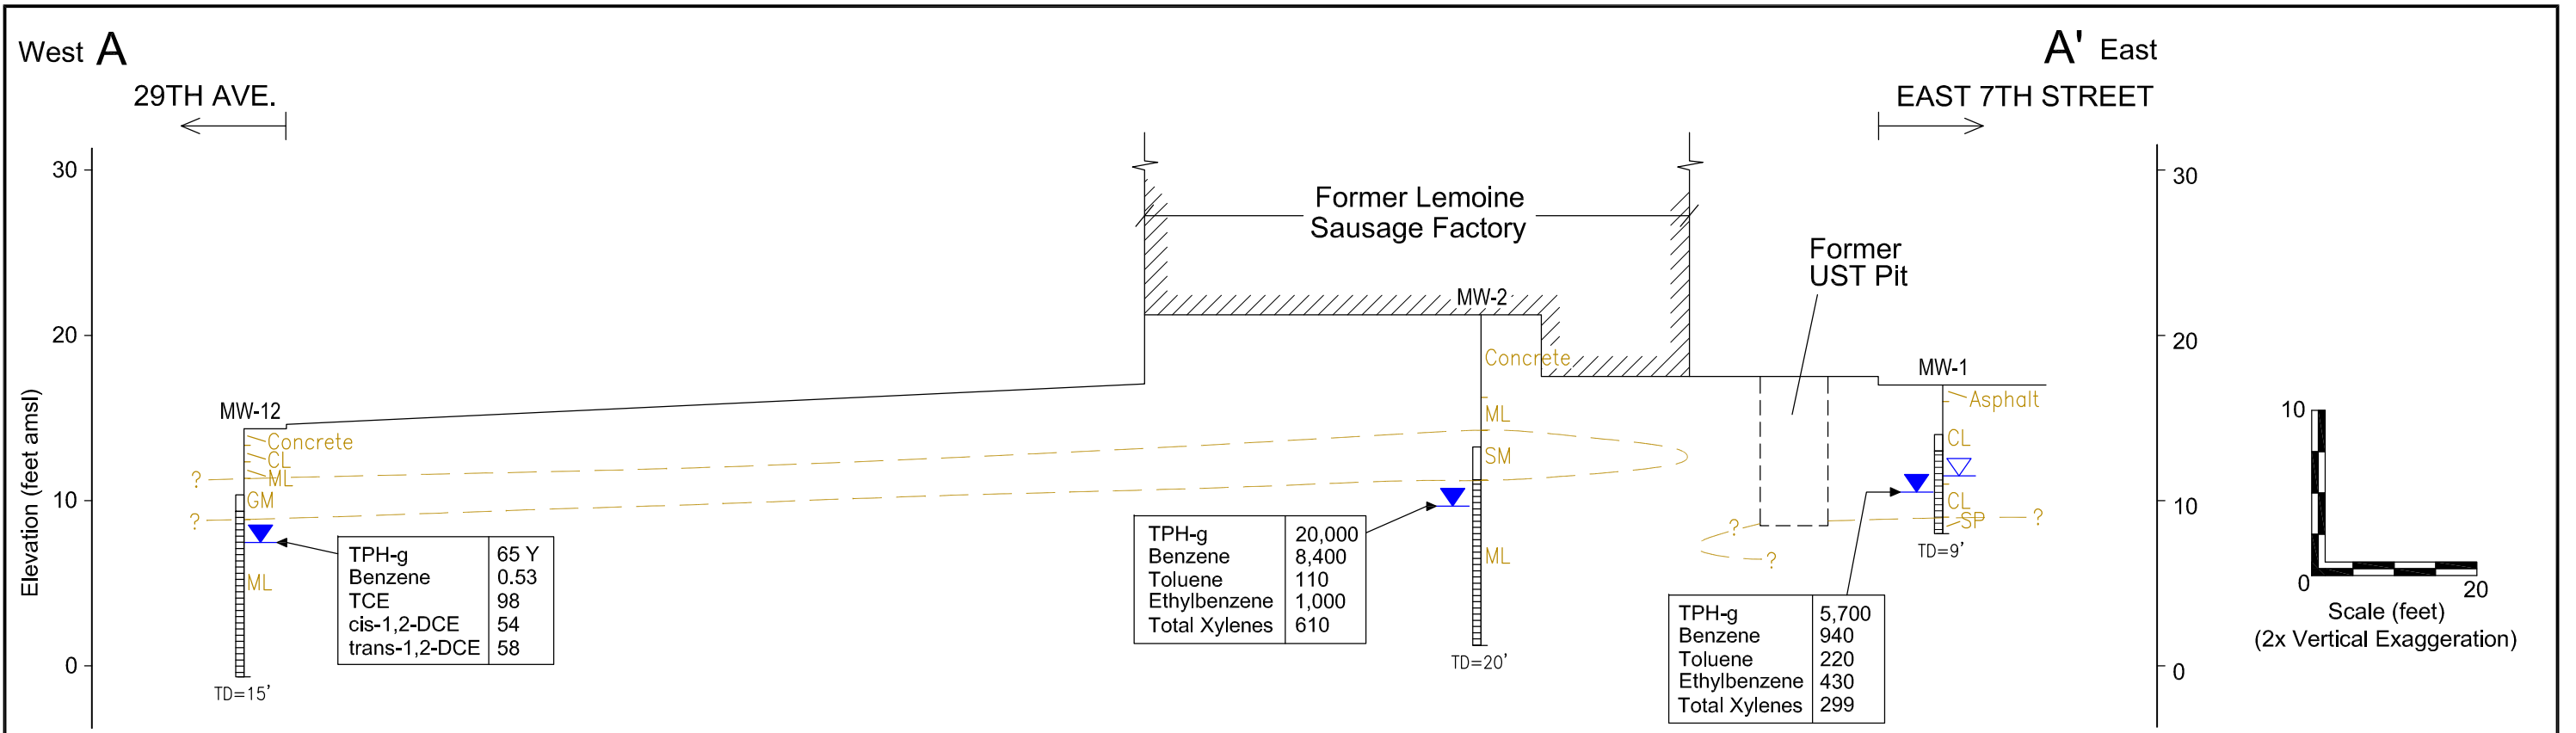 West A
A' East
29TH AVE.
EAST 7TH STREET
30
20
10
0
Elevation (feet amsl)
30
20
10
0
Former Lemoine
Sausage Factory
Former
UST Pit
MW-12
Concrete
CL
ML
GM
ML
?
?
TD=15'
TPH-g 65 Y
Benzene 0.53
TCE 98
cis-1,2-DCE 54
trans-1,2-DCE 58
MW-2
Concrete
ML
SM
ML
TD=20'
TPH-g 20,000
Benzene 8,400
Toluene 110
Ethylbenzene 1,000
Total Xylenes 610
MW-1
Asphalt
CL
CL
SP
?
?
?
TD=9'
TPH-g 5,700
Benzene 940
Toluene 220
Ethylbenzene 430
Total Xylenes 299
10
0
20
Scale (feet)
(2x Vertical Exaggeration)